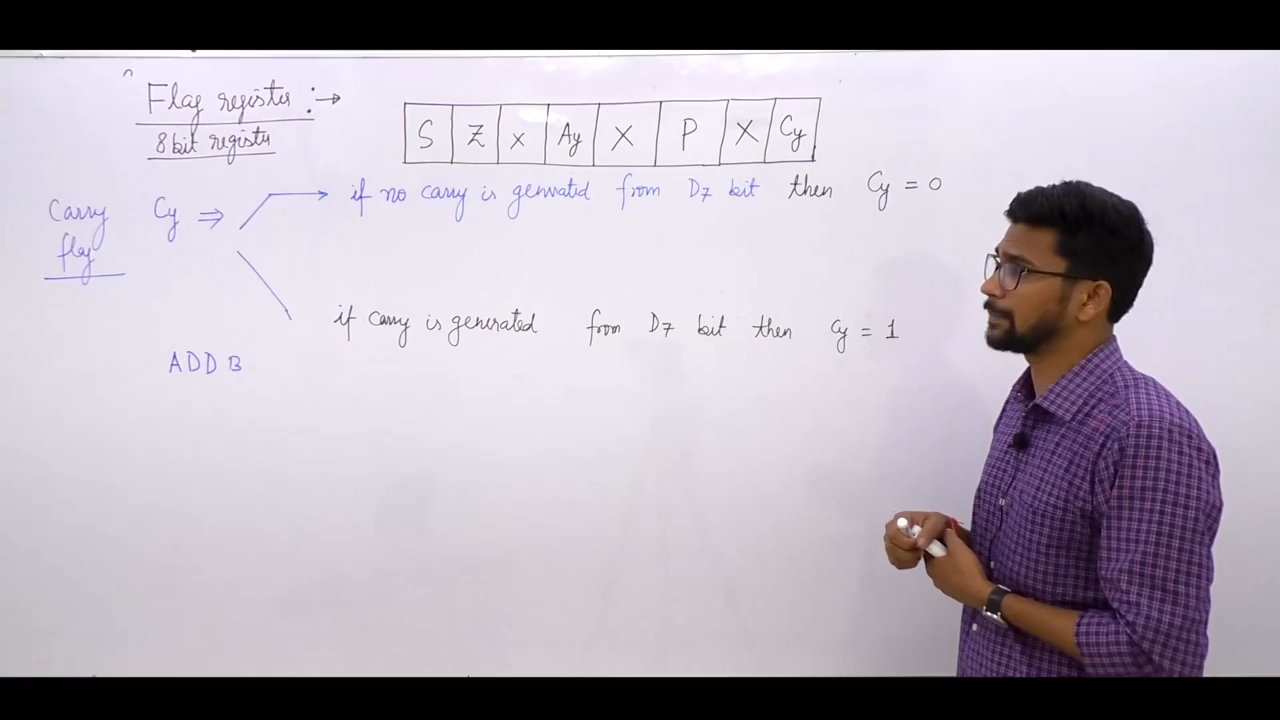 Flag register :→
8 bit register
S Z x Ay X P X Cy
Carry flag Cy ⇒ if no carry is generated from D7 bit then Cy = 0
if carry is generated from D7 bit then Cy = 1
ADD B